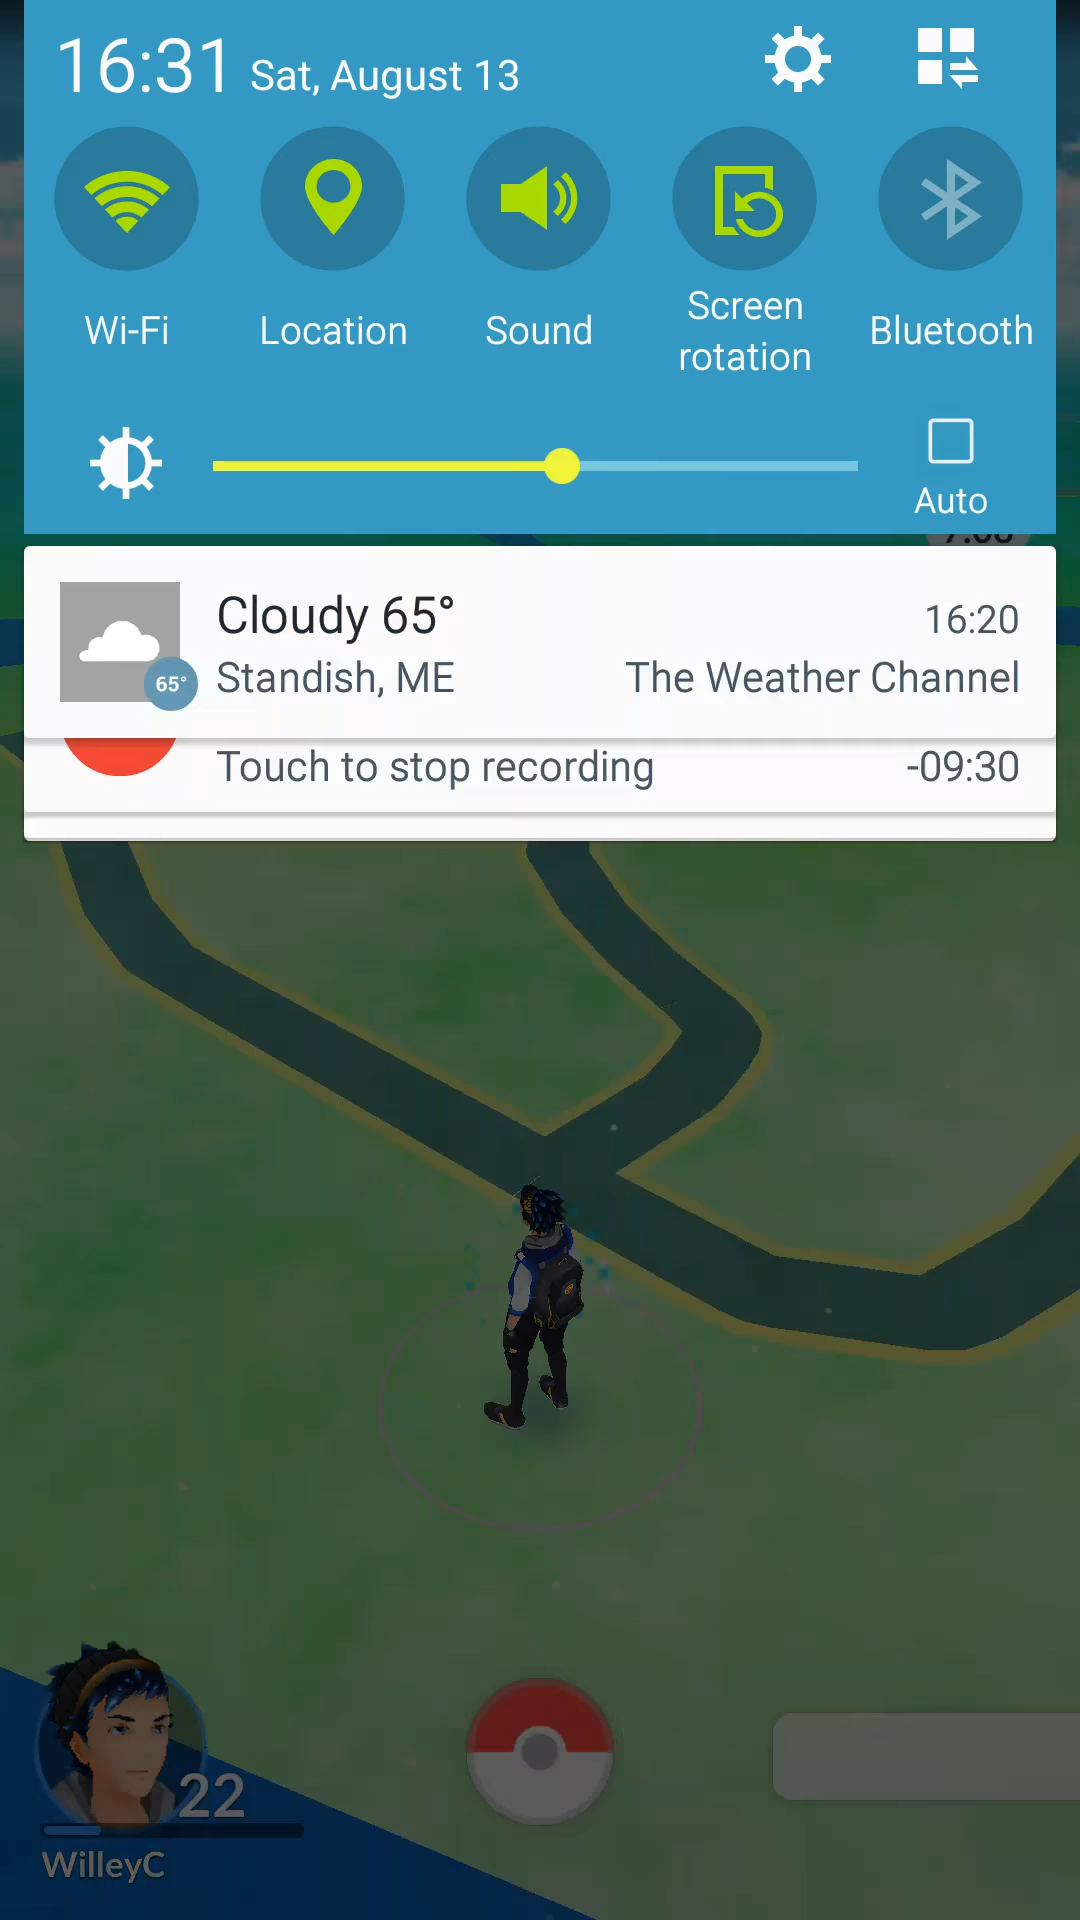 16:31 Sat, August 13
Wi-Fi
Location
Sound
Screen
rotation
Bluetooth
Auto
Cloudy 65°
16:20
65°
Standish, ME
The Weather Channel
Touch to stop recording
-09:30
22
WilleyC